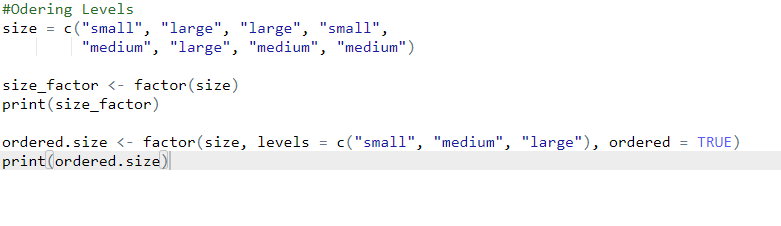 #Odering Levels
size = c("small", "large", "large", "small",
"medium", "large", "medium", "medium")
size_factor <- factor(size)
print(size_factor)
ordered.size <- factor(size, levels = c("small", "medium", "large"), ordered = TRUE)
print(ordered.size)